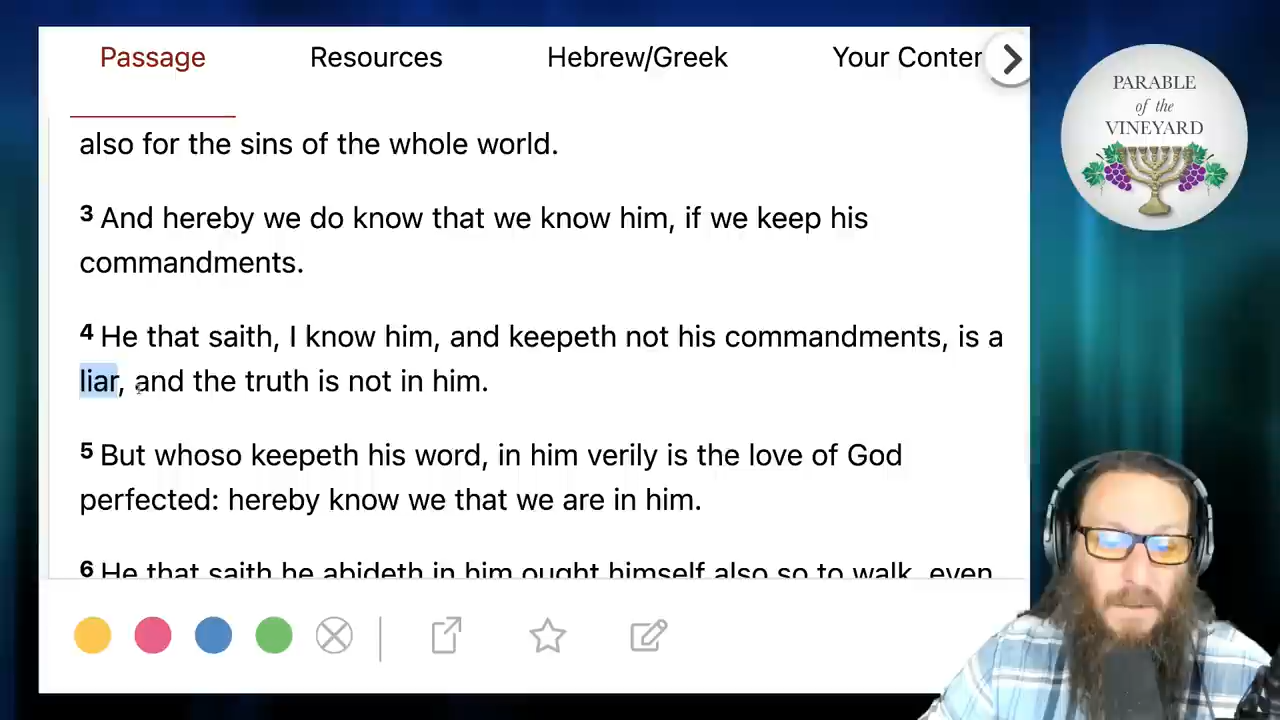 Passage
Resources
Hebrew/Greek
Your Conten
also for the sins of the whole world.
3 And hereby we do know that we know him, if we keep his
commandments.
4 He that saith, I know him, and keepeth not his commandments, is a
liar, and the truth is not in him.
5 But whoso keepeth his word, in him verily is the love of God
perfected: hereby know we that we are in him.
6 He that saith he abideth in him ought himself also so to walk, even
PARABLE
of the
VINEYARD